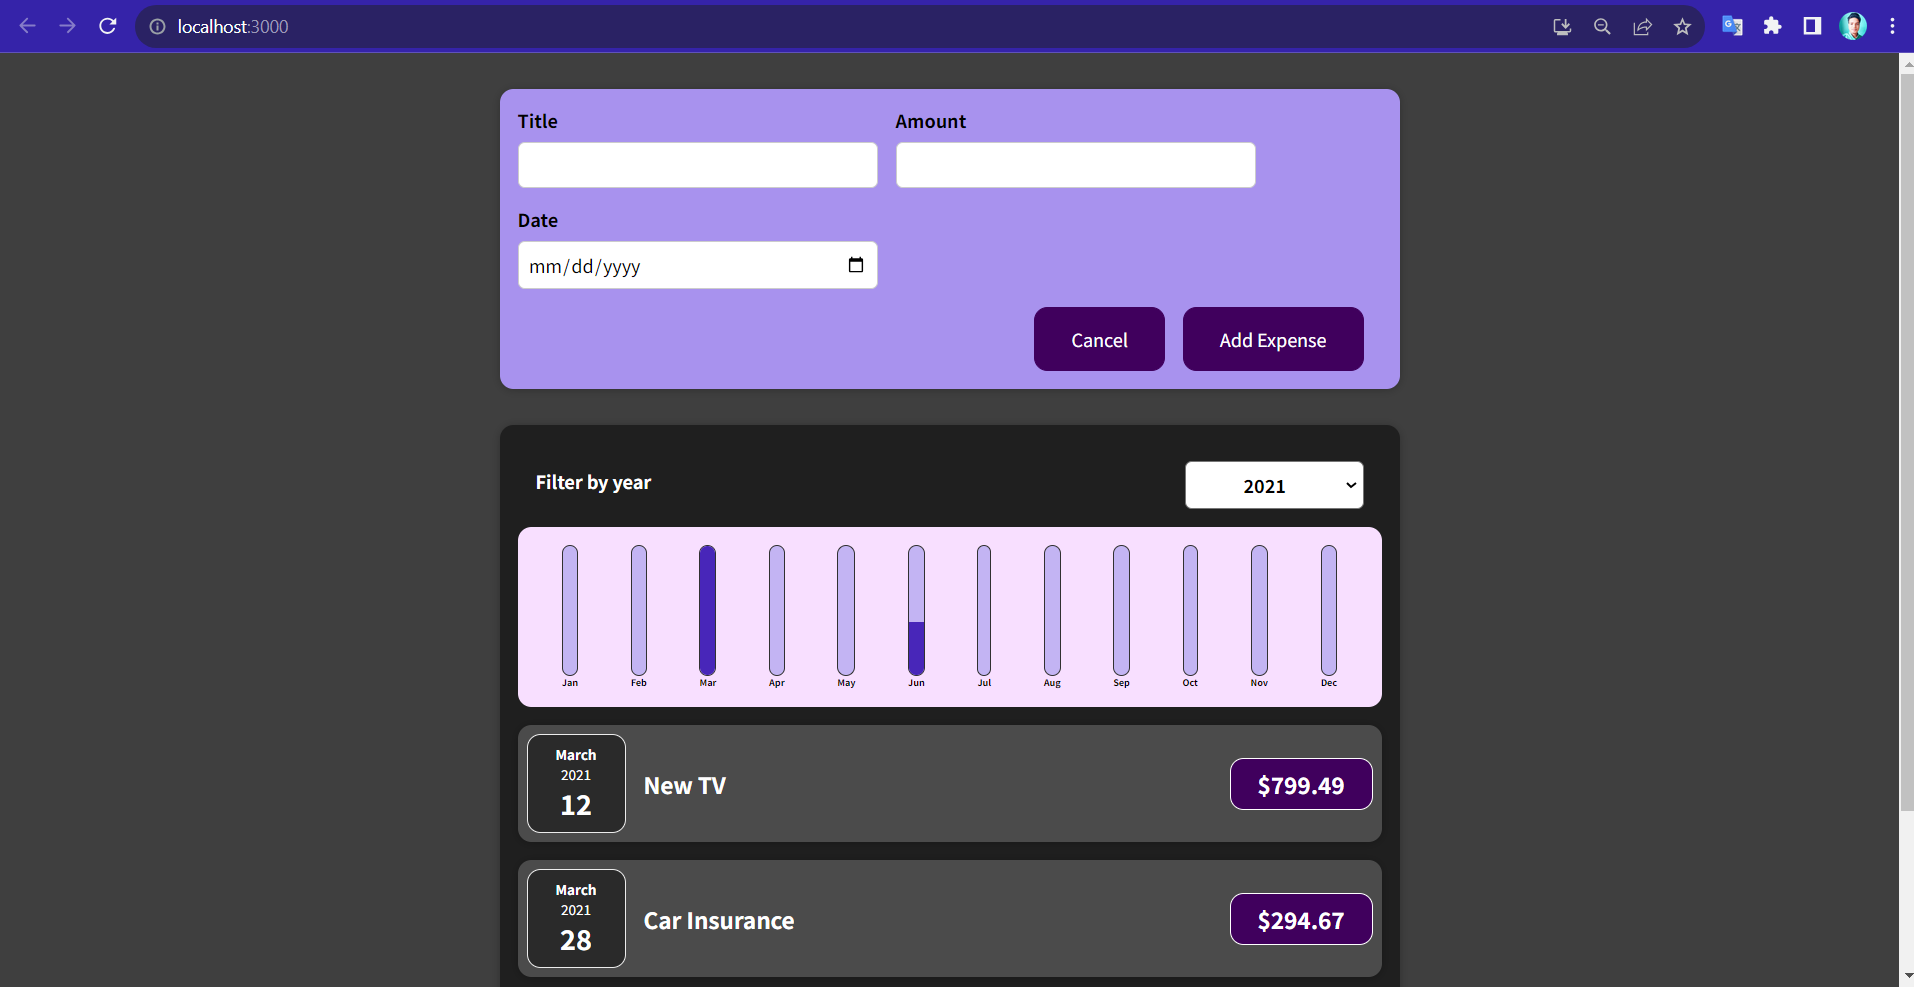 localhost:3000
Title
Amount
Date
mm/dd/yyyy
Cancel
Add Expense
Filter by year
2021
Jan Feb Mar Apr May Jun Jul Aug Sep Oct Nov Dec
March
2021
12
New TV
$799.49
March
2021
28
Car Insurance
$294.67